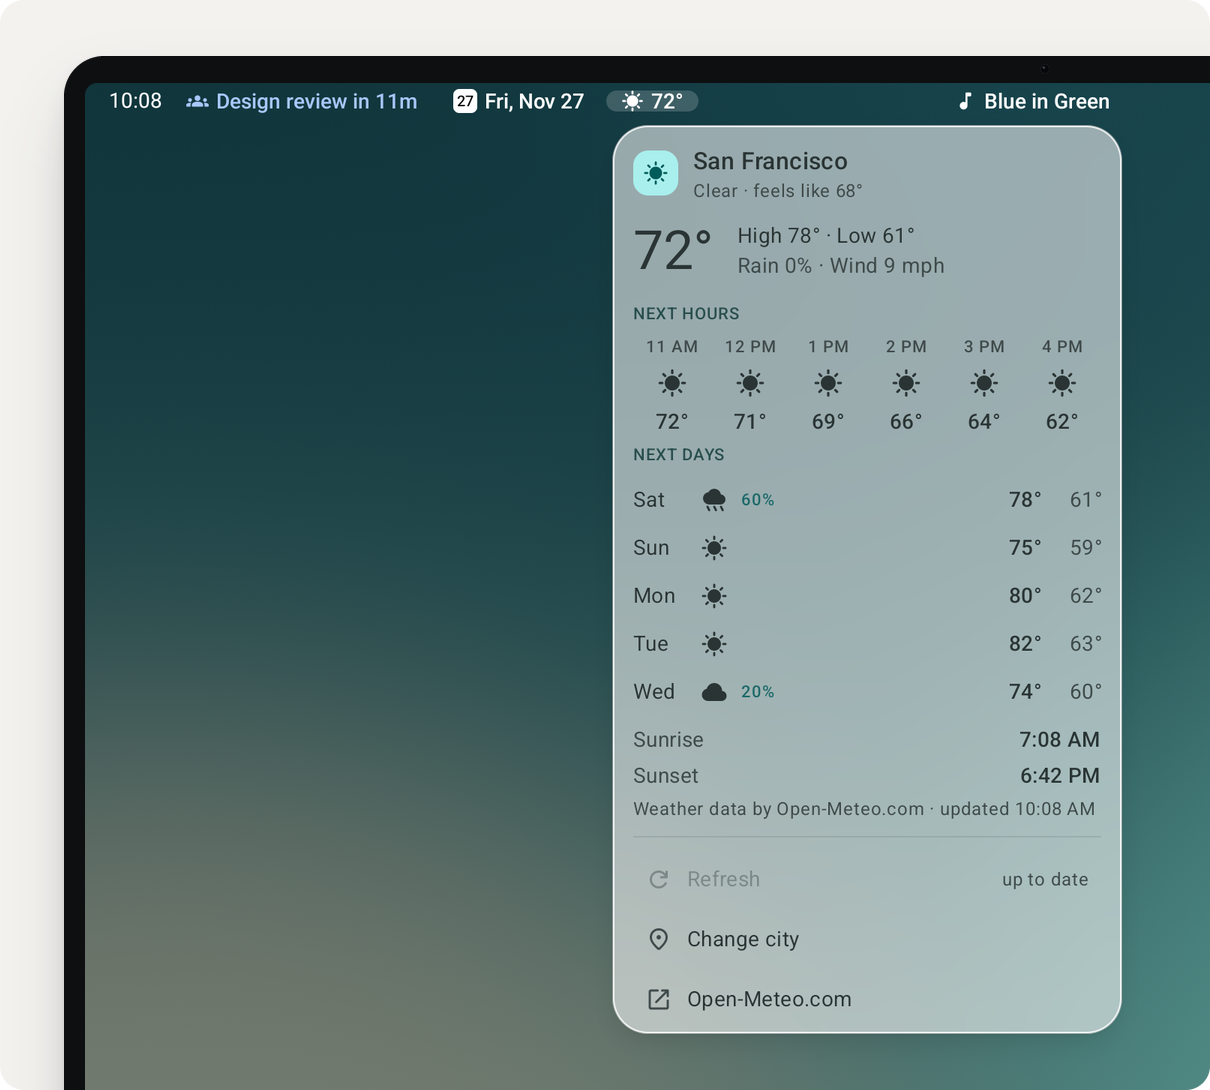 10:08 Design review in 11m 27 Fri, Nov 27 72° Blue in Green
San Francisco
Clear · feels like 68°
72°
High 78° · Low 61°
Rain 0% · Wind 9 mph
NEXT HOURS
11 AM 12 PM 1 PM 2 PM 3 PM 4 PM
72° 71° 69° 66° 64° 62°
NEXT DAYS
Sat 60% 78° 61°
Sun 75° 59°
Mon 80° 62°
Tue 82° 63°
Wed 20% 74° 60°
Sunrise 7:08 AM
Sunset 6:42 PM
Weather data by Open-Meteo.com · updated 10:08 AM
Refresh up to date
Change city
Open-Meteo.com